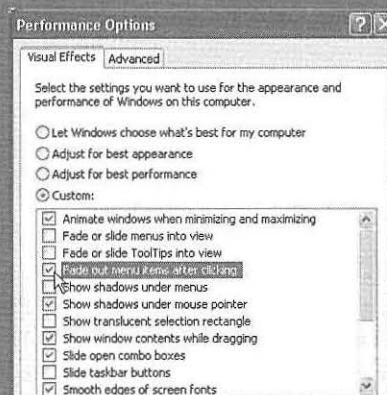 Performance Options
Visual Effects
Advanced
Select the settings you want to use for the appearance and
performance of Windows on this computer.
Let Windows choose what's best for my computer
Adjust for best appearance
Adjust for best performance
Custom:
Animate windows when minimizing and maximizing
Fade or slide menus into view
Fade or slide ToolTips into view
Fade out menu items after clicking
Show shadows under menus
Show shadows under mouse pointer
Show translucent selection rectangle
Show window contents while dragging
Slide open combo boxes
Slide taskbar buttons
Smooth edges of screen fonts